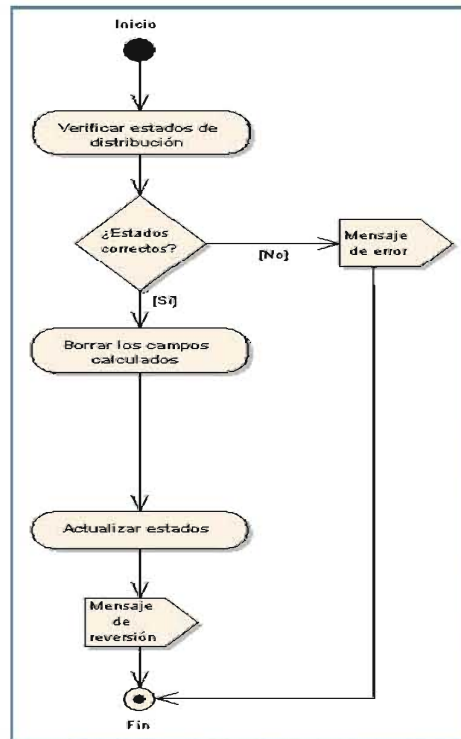 Inicio
Verificar estados de
distribución
¿Estados
correctos?
[No]
Mensaje
de error
[Sí]
Borrar los campos
calculados
Actualizar estados
Mensaje
de
reversión
Fin